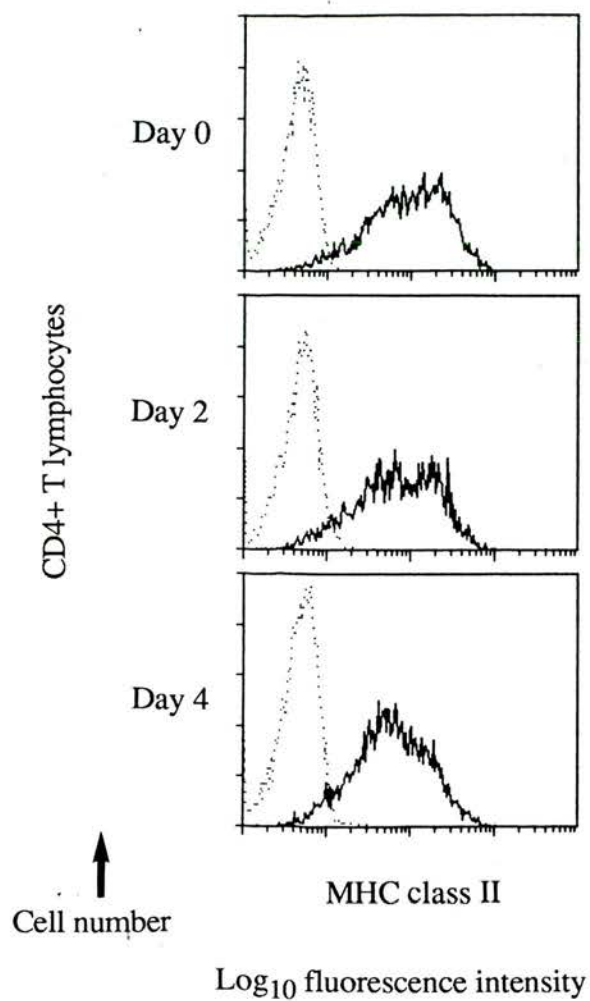 Day 0
Day 2
Day 4
CD4+ T lymphocytes
Cell number
MHC class II
Log10 fluorescence intensity